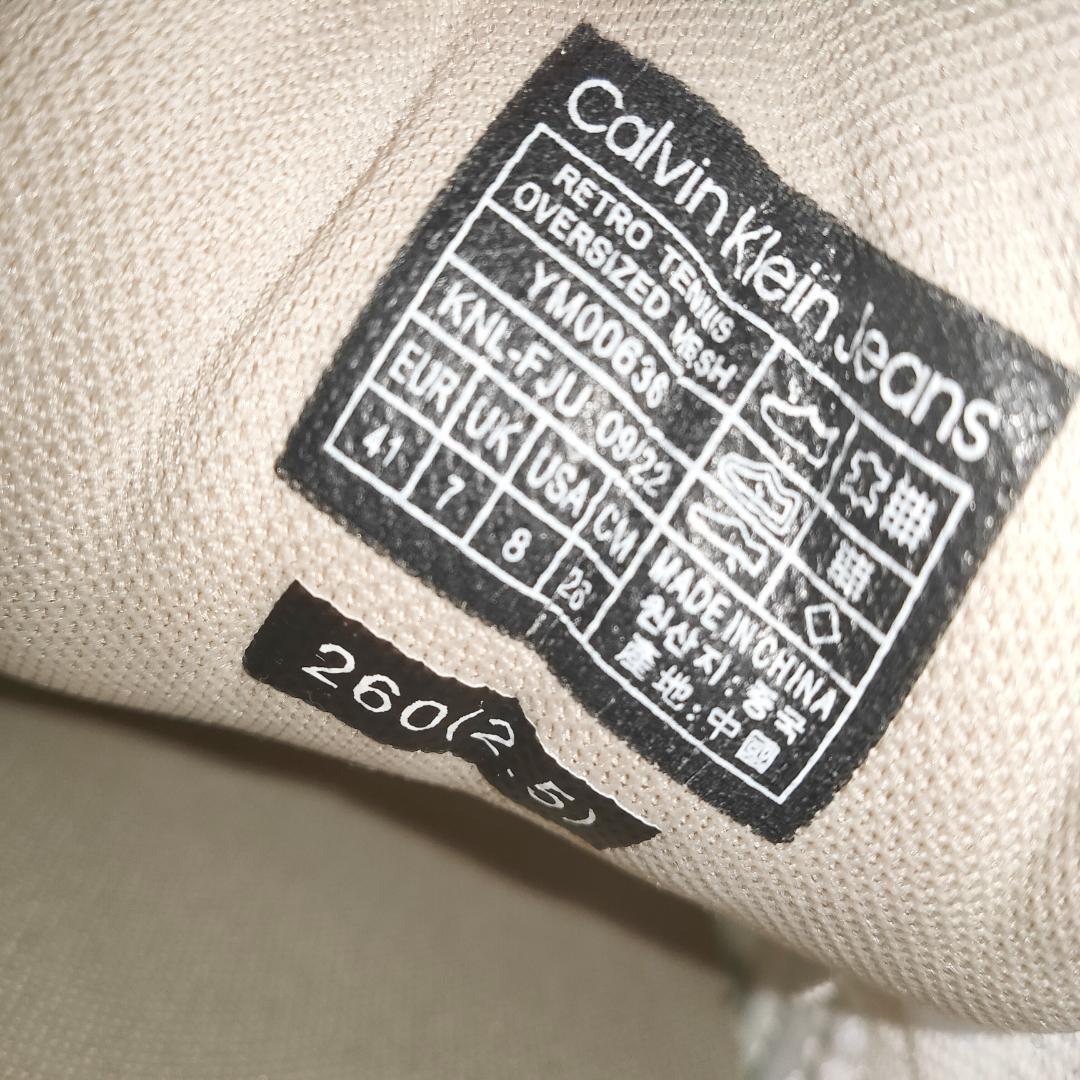 Calvin Klein Jeans
RETRO TENNIS
OVERSIZED MESH
YM00636
KNL-FJU 09/22
EUR UK USA CM
41 7 8 26
MADE IN CHINA
원산지: 중국
產地: 中國
260(2.5)